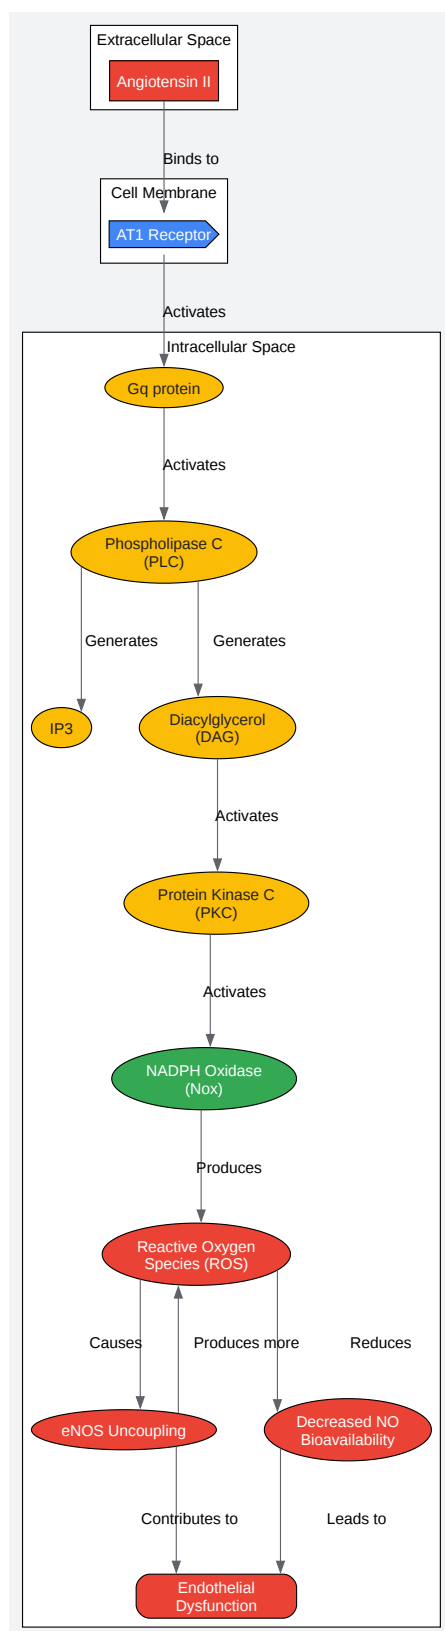 Extracellular Space
Angiotensin II
Binds to
Cell Membrane
AT1 Receptor
Activates
Intracellular Space
Gq protein
Activates
Phospholipase C
(PLC)
Generates
Generates
IP3
Diacylglycerol
(DAG)
Activates
Protein Kinase C
(PKC)
Activates
NADPH Oxidase
(Nox)
Produces
Reactive Oxygen
Species (ROS)
Causes
Produces more
Reduces
eNOS Uncoupling
Decreased NO
Bioavailability
Contributes to
Leads to
Endothelial
Dysfunction